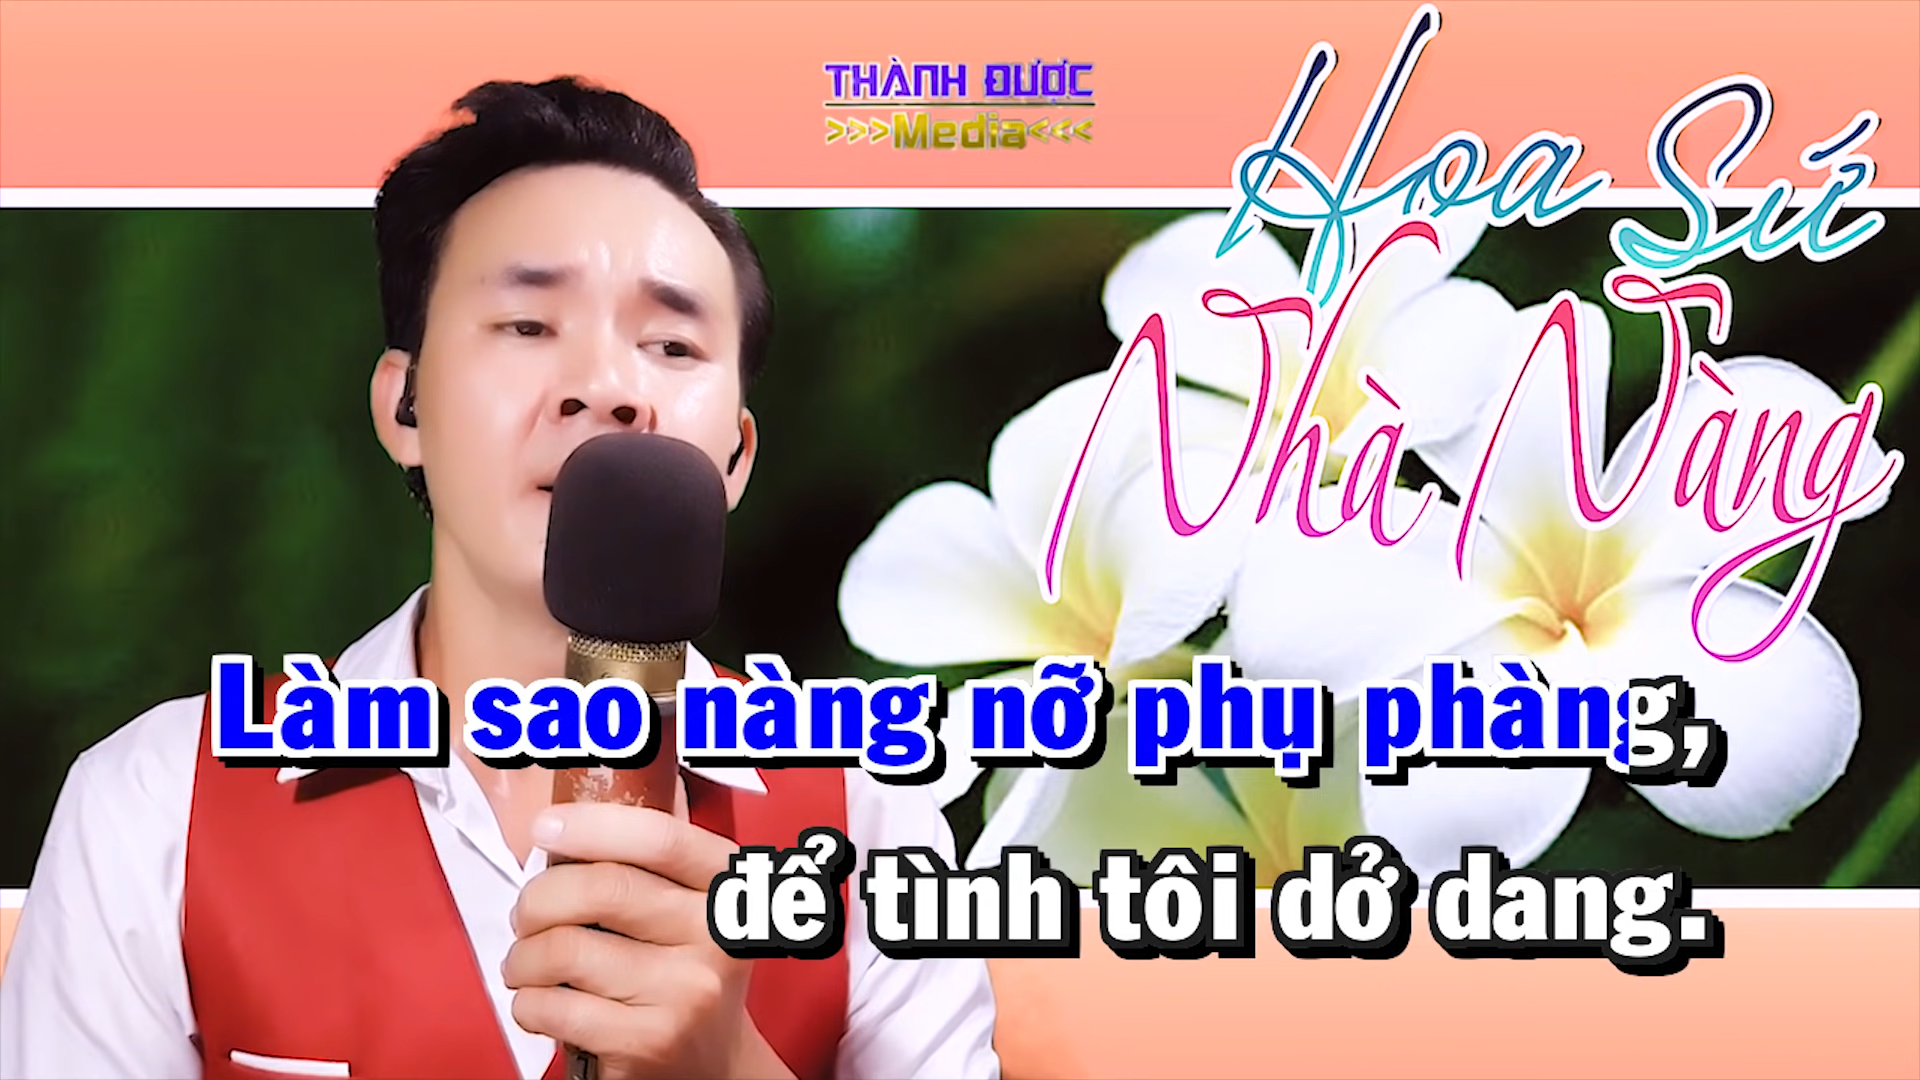 THÀNH ĐƯỢC
>>>Media<<<
Hoa Sứ
Nhà Nàng
Làm sao nàng nỡ phụ phàng,
để tình tôi dở dang.